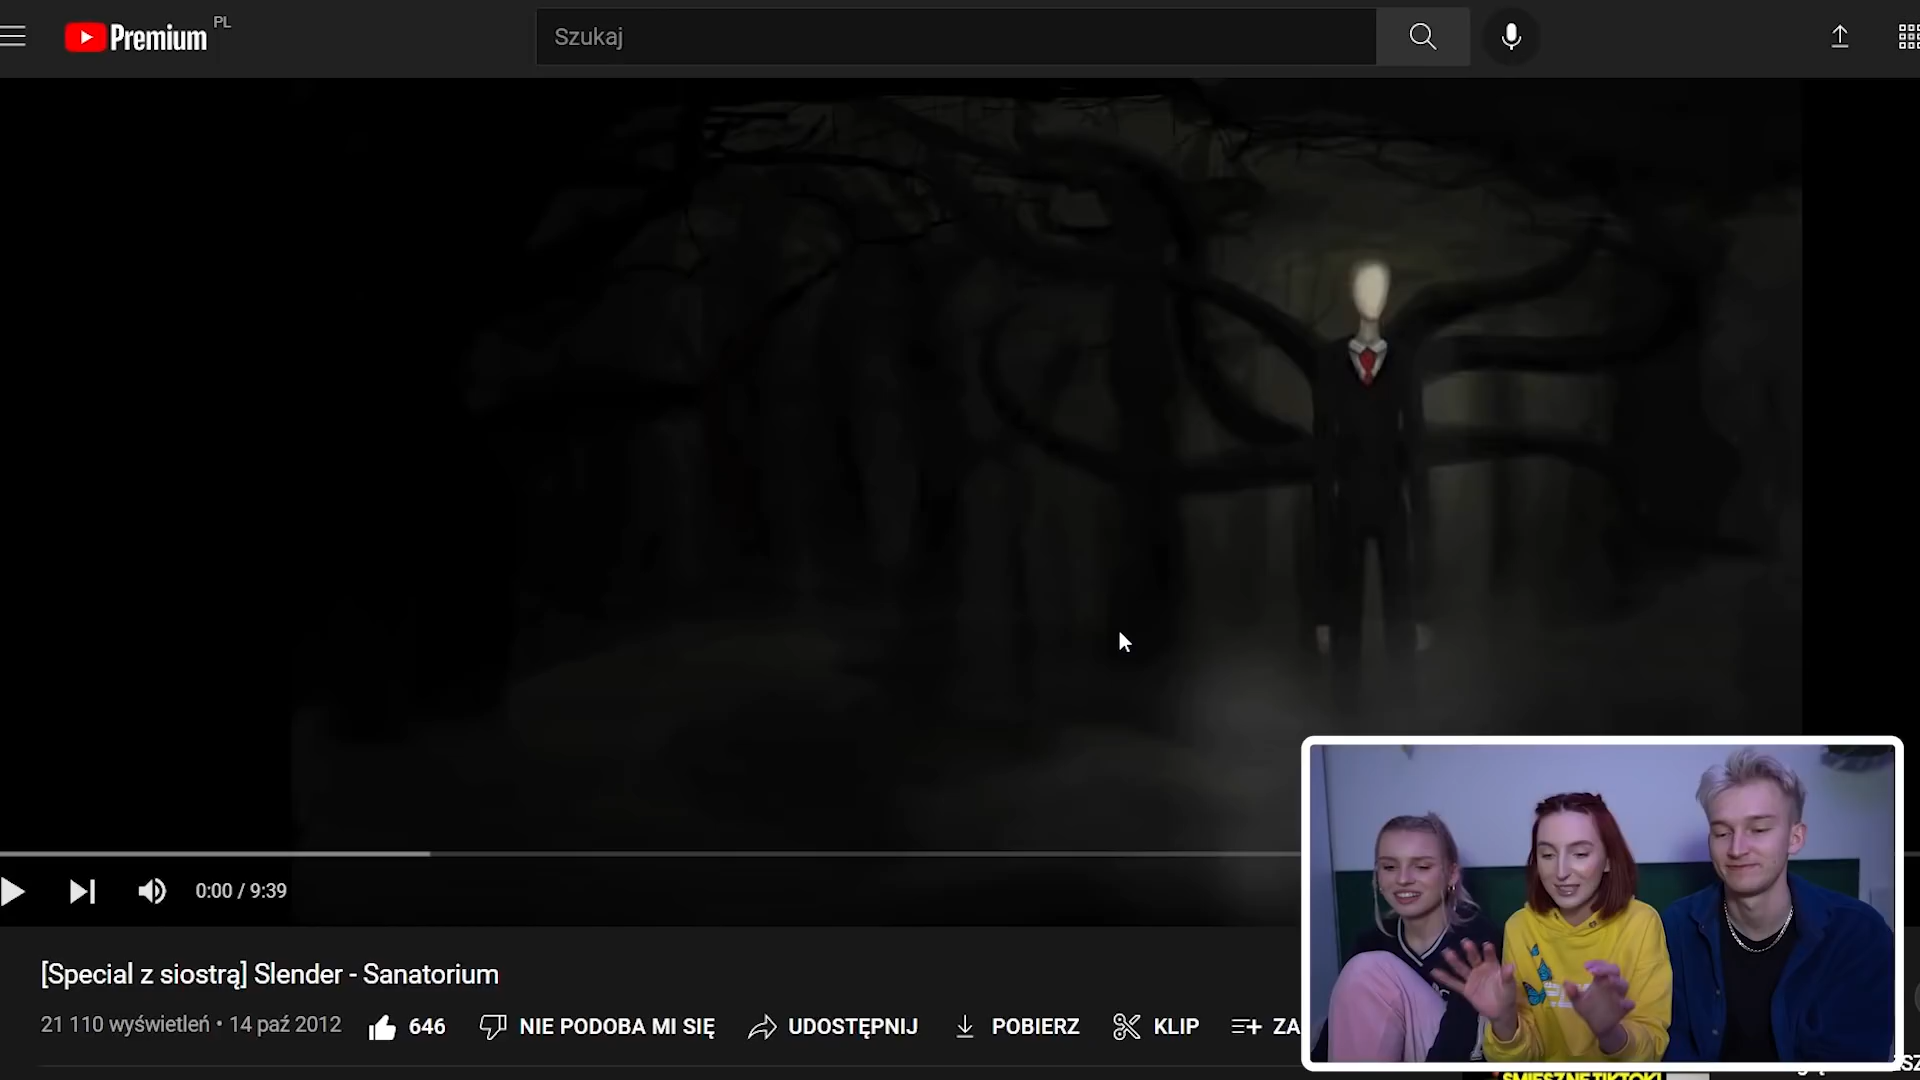 Premium PL
Szukaj
0:00 / 9:39
[Special z siostrą] Slender - Sanatorium
21 110 wyświetleń • 14 paź 2012
646
NIE PODOBA MI SIĘ
UDOSTĘPNIJ
POBIERZ
KLIP
ZA